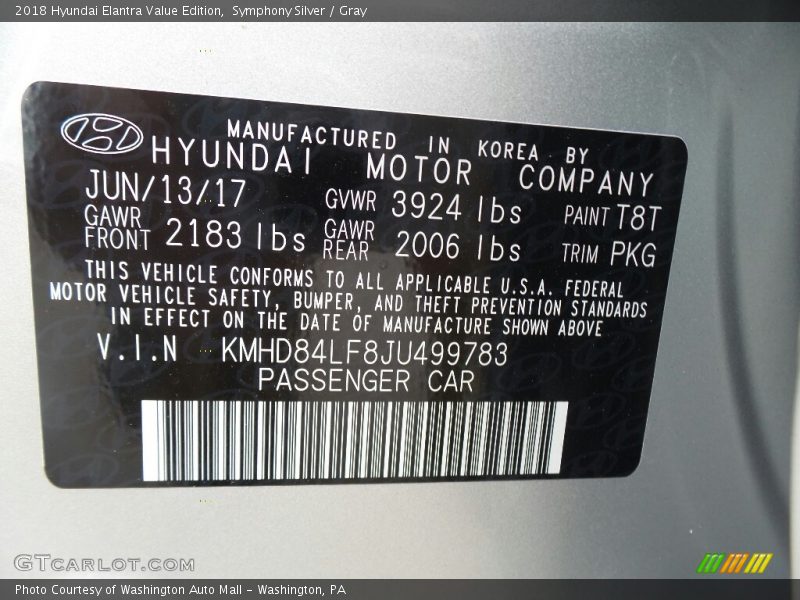 2018 Hyundai Elantra Value Edition,  Symphony Silver / Gray
MANUFACTURED IN KOREA BY
HYUNDAI MOTOR COMPANY
JUN/13/17 GVWR 3924 lbs PAINT T8T
GAWR FRONT 2183 lbs GAWR REAR 2006 lbs TRIM PKG
THIS VEHICLE CONFORMS TO ALL APPLICABLE U.S.A. FEDERAL
MOTOR VEHICLE SAFETY, BUMPER, AND THEFT PREVENTION STANDARDS
IN EFFECT ON THE DATE OF MANUFACTURE SHOWN ABOVE
V.I.N KMHD84LF8JU499783
PASSENGER CAR
GTCARLOT.COM
Photo Courtesy of Washington Auto Mall - Washington, PA